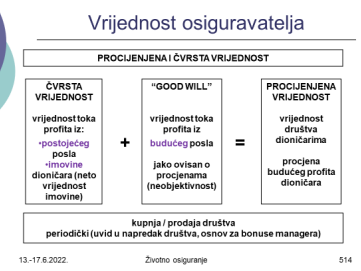 Vrijednost osiguravatelja
PROCIJENJENA I ČVRSTA VRIJEDNOST
ČVRSTA
VRIJEDNOST
vrijednost toka
profita iz:
•postojećeg
posla
•imovine
dioničara (neto
vrijednost
imovine)
+
“GOOD WILL”
vrijednost toka
profita iz
budućeg posla
jako ovisan o
procjenama
(neobjektivnost)
=
PROCIJENJENA
VRIJEDNOST
vrijednost
društva
dioničarima
procjena
budućeg profita
dioničara
kupnja / prodaja društva
periodički (uvid u napredak društva, osnov za bonuse managera)
13.-17.6.2022.
Životno osiguranje
514